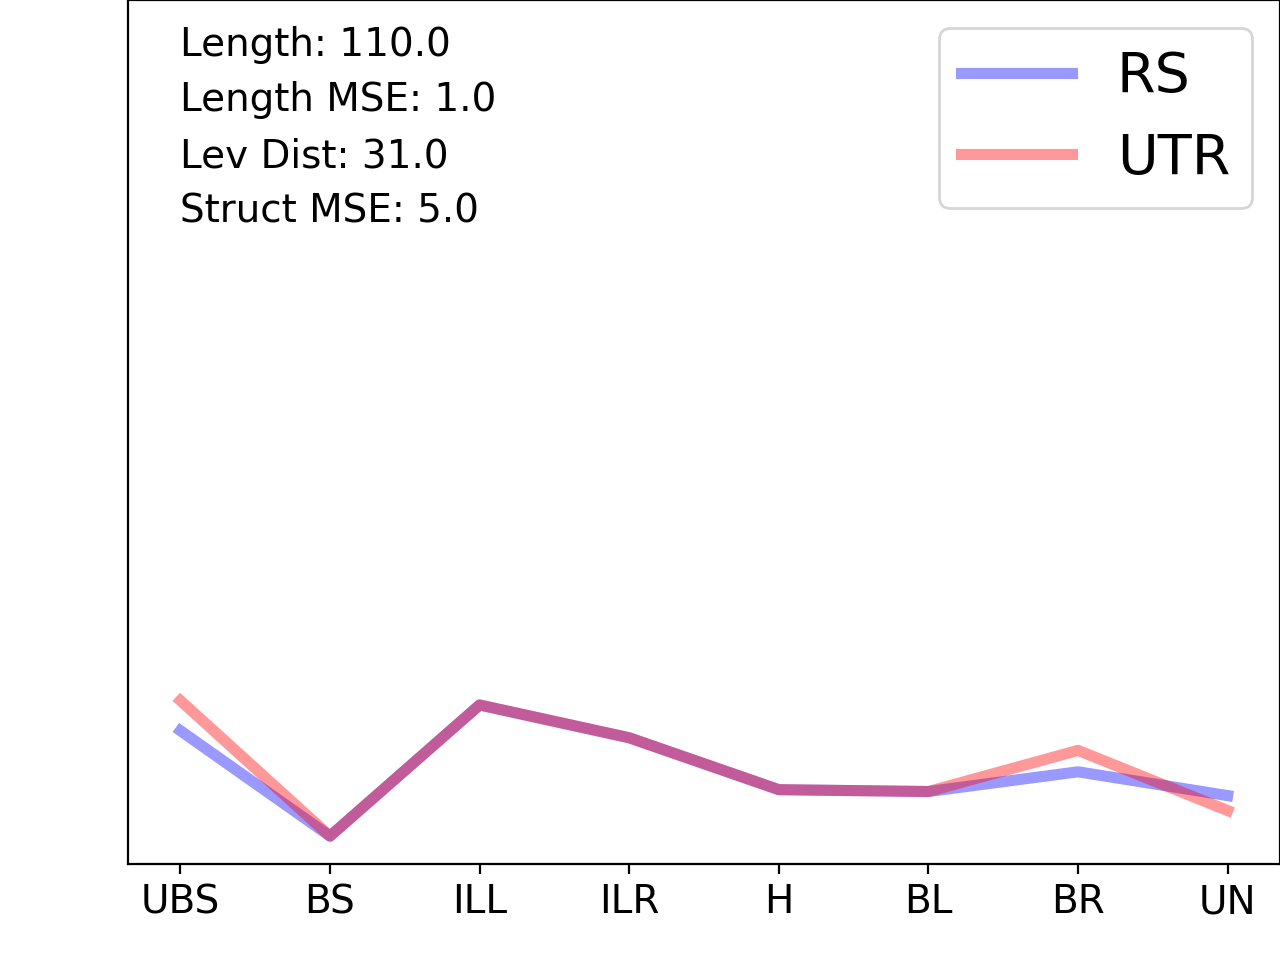 Length: 110.0
Length MSE: 1.0
Lev Dist: 31.0
Struct MSE: 5.0
RS
UTR
UBS BS ILL ILR H BL BR UN